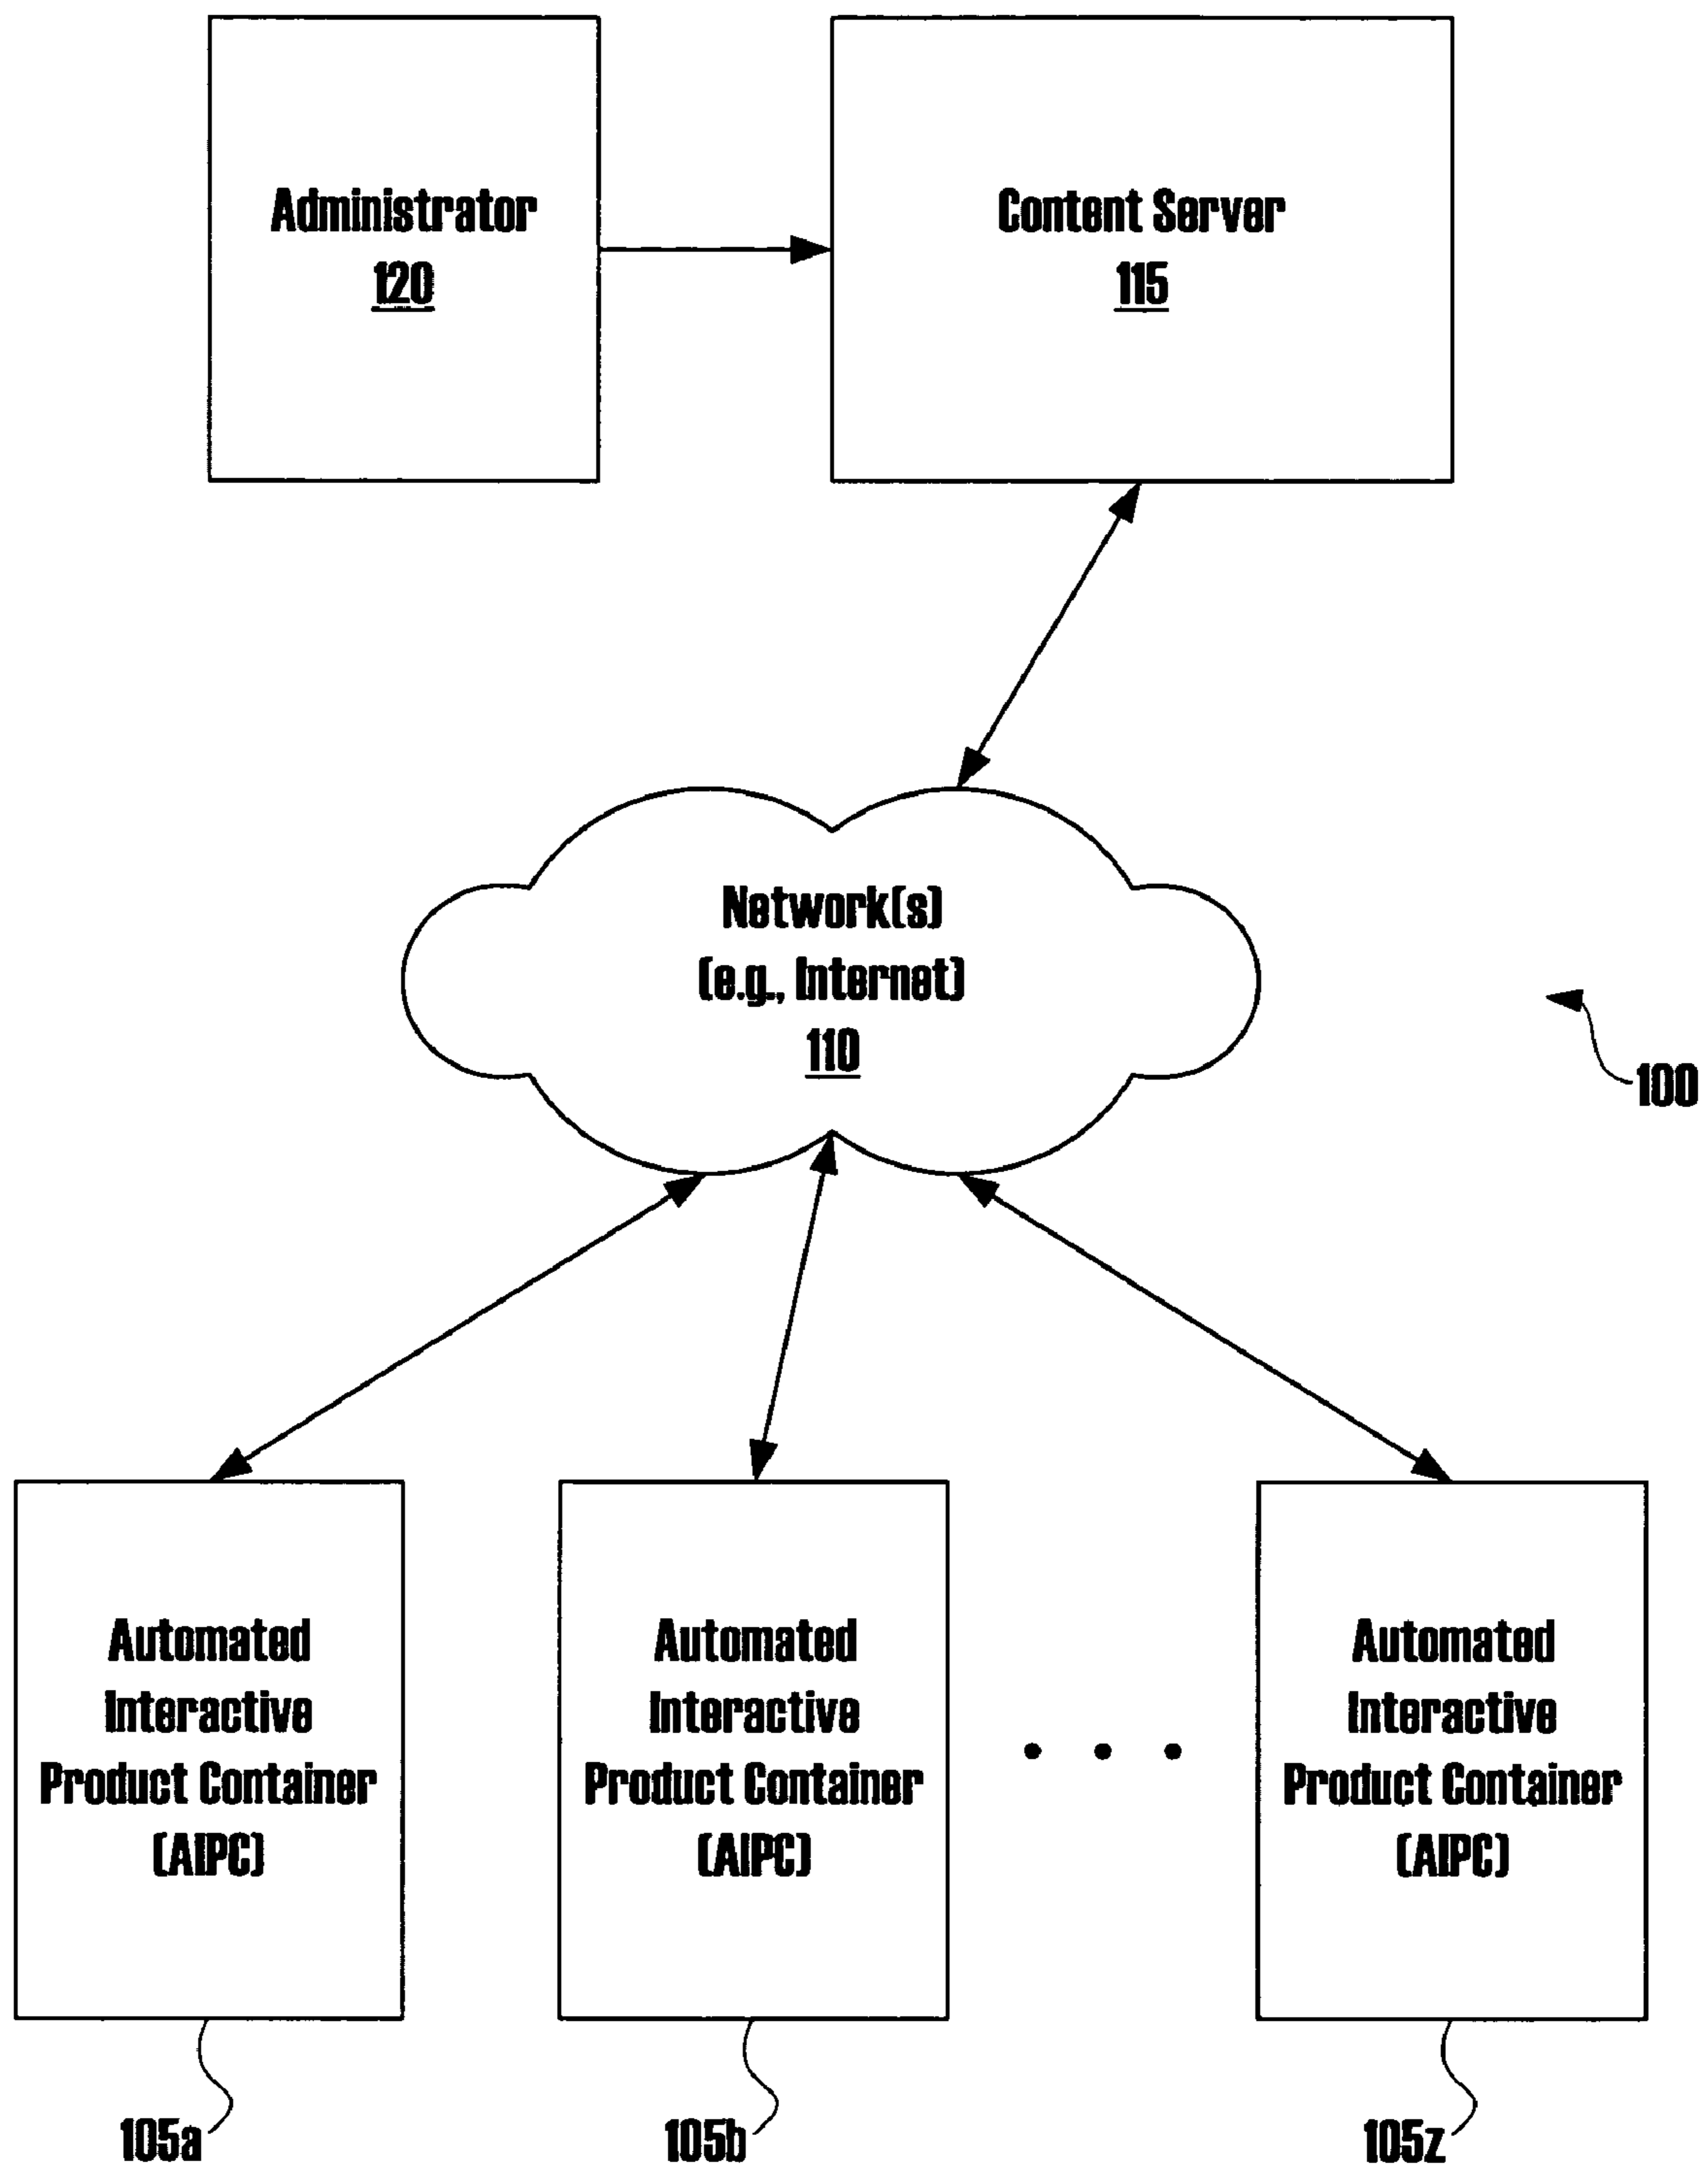 Administrator
120
Content Server
115
Network(s)
(e.g., Internet)
110
100
Automated
Interactive
Product Container
(AIPC)
Automated
Interactive
Product Container
(AIPC)
Automated
Interactive
Product Container
(AIPC)
105a
105b
105z